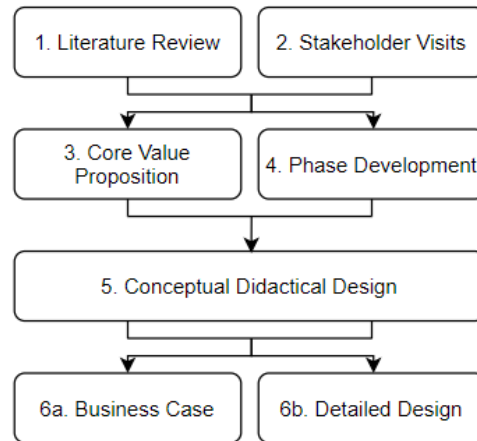 1. Literature Review
2. Stakeholder Visits
3. Core Value
Proposition
4. Phase Development
5. Conceptual Didactical Design
6a. Business Case
6b. Detailed Design